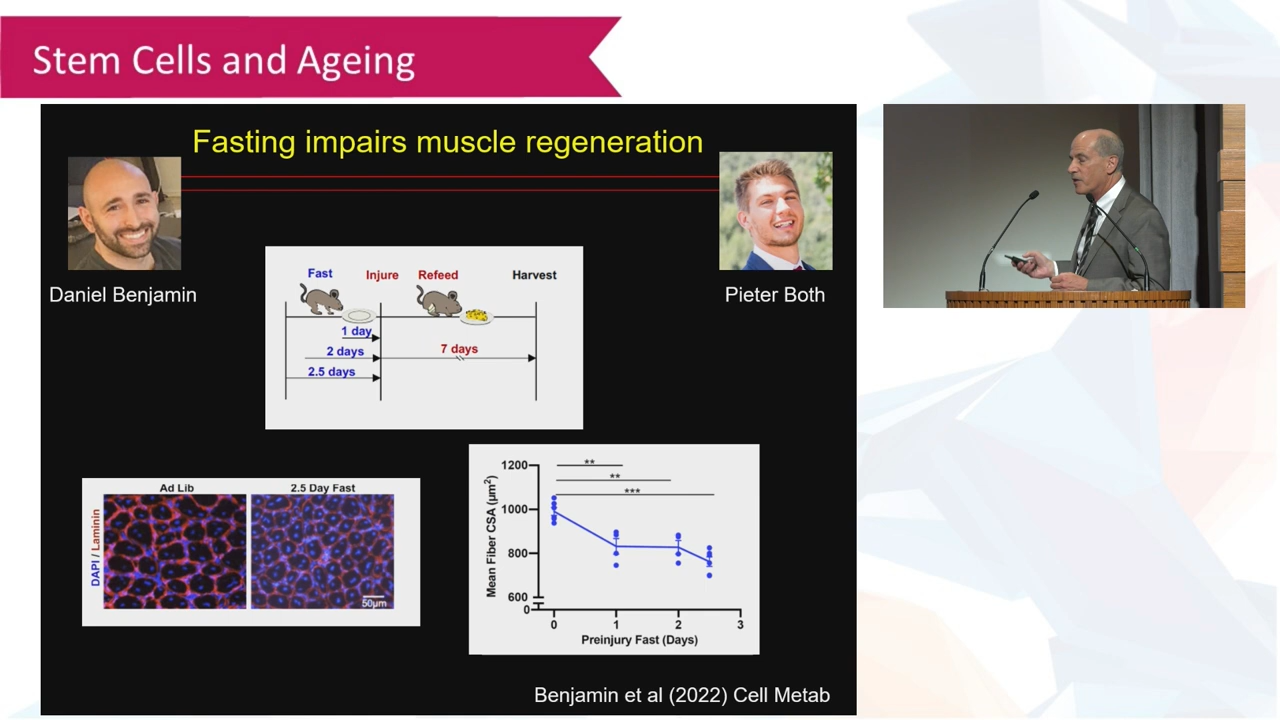 Stem Cells and Ageing
Fasting impairs muscle regeneration
Daniel Benjamin
Pieter Both
Fast
Injure
Refeed
Harvest
1 day
2 days
7 days
2.5 days
Ad Lib
2.5 Day Fast
DAPI / Laminin
50µm
Mean Fiber CSA (µm²)
1200
1000
800
600
0
**
**
***
0 1 2 3
Preinjury Fast (Days)
Benjamin et al (2022) Cell Metab